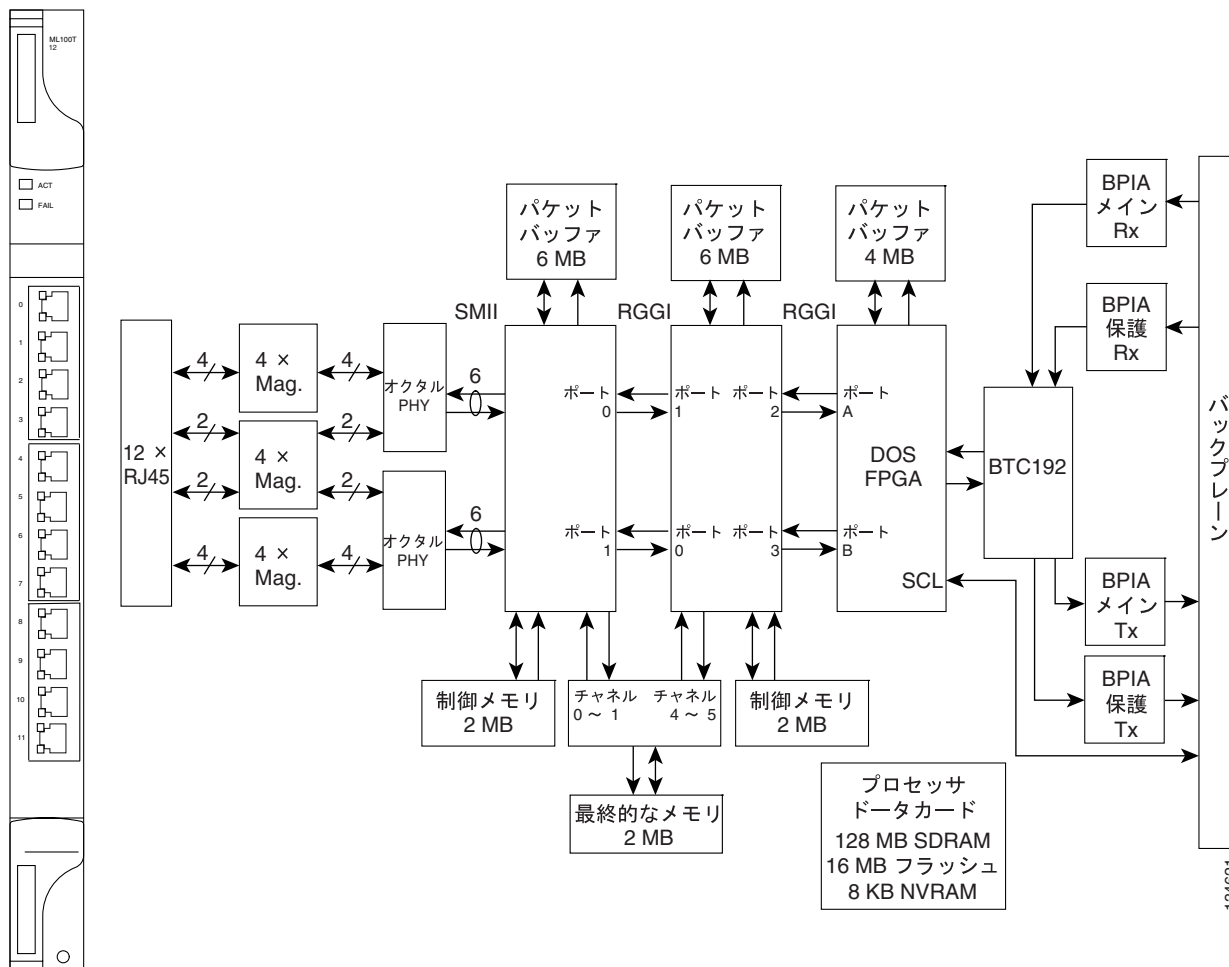 ML100T
12
ACT
FAIL
0
1
2
3
4
5
6
7
8
9
10
11
12 ×
RJ45
4
2
2
4
4 ×
Mag.
4 ×
Mag.
4 ×
Mag.
4
2
2
4
オクタル
PHY
オクタル
PHY
6
6
SMII
パケット
バッファ
6 MB
ポート
0
ポート
1
RGGI
パケット
バッファ
6 MB
ポート
1
ポート
2
ポート
0
ポート
3
RGGI
パケット
バッファ
4 MB
ポート
A
DOS
FPGA
ポート
B
SCL
制御メモリ
2 MB
チャネル
0 ～ 1
チャネル
4 ～ 5
制御メモリ
2 MB
最終的なメモリ
2 MB
プロセッサ
ドータカード
128 MB SDRAM
16 MB フラッシュ
8 KB NVRAM
BTC192
BPIA
メイン
Rx
BPIA
保護
Rx
BPIA
メイン
Tx
BPIA
保護
Tx
バックプレーン